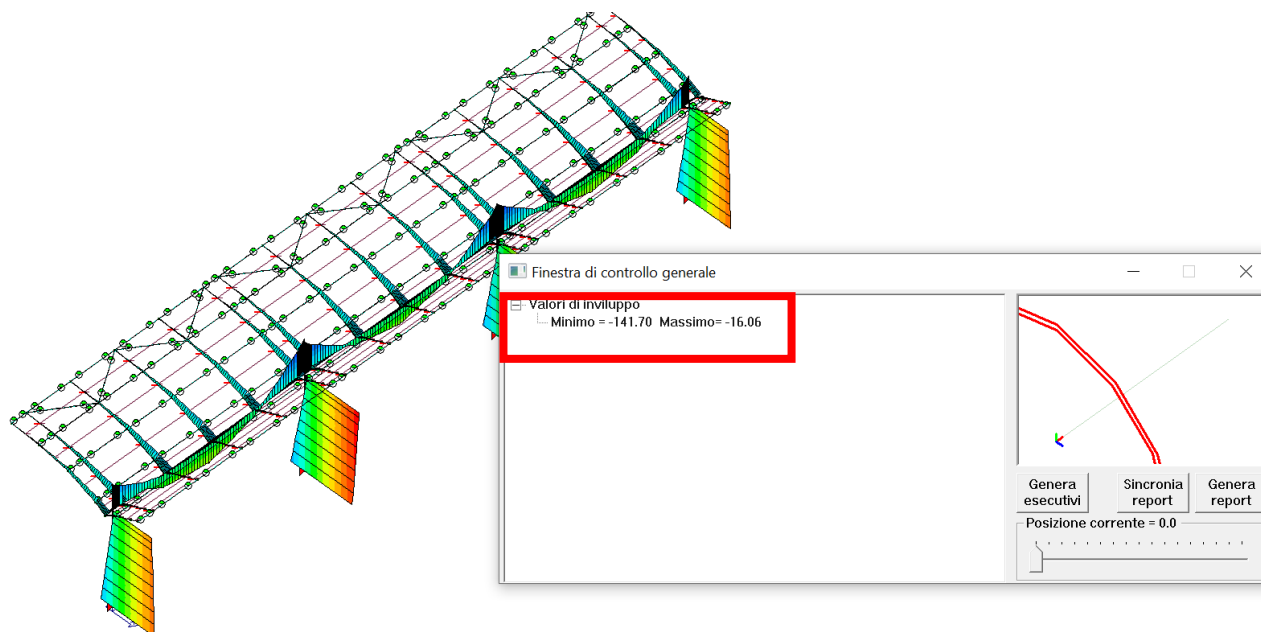 Finestra di controllo generale
Valori di inviluppo
Minimo = -141.70 Massimo= -16.06
Genera esecutivi
Sincronia report
Genera report
Posizione corrente = 0.0